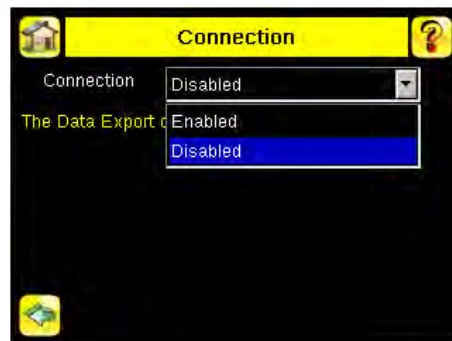 Connection
Connection Disabled
The Data Export
Enabled
Disabled